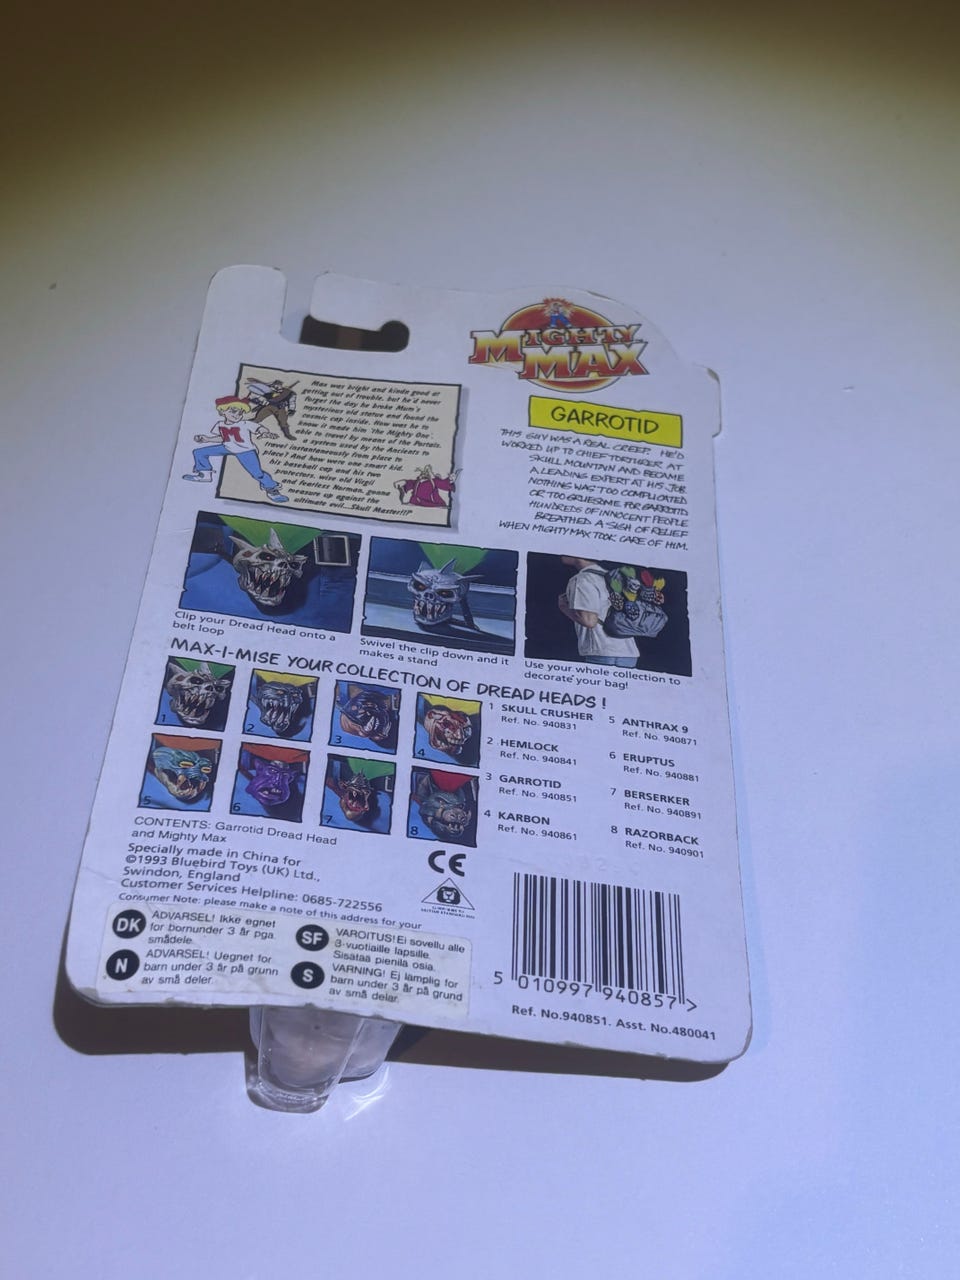 MIGHTY
MAX
Max was bright and kinda good at
getting out of trouble, but he'd never
forget the day he broke Mum's
mysterious old statue and found the
cosmic cap inside. How was he to
know it made him 'the Mighty One',
able to travel by means of the Portals,
a system used by the Ancients to
travel instantaneously from place to
place? And how were one smart kid,
his baseball cap and his two
protectors, wise old Virgil
and fearless Norman, gonna
measure up against the
ultimate evil...Skull Master!!?
M
GARROTID
THIS GUY WAS A REAL CREEP. HE'D
WORKED UP TO CHIEF TORTURER AT
SKULL MOUNTAIN AND BECAME
A LEADING EXPERT AT HIS JOB.
NOTHING WAS TOO COMPLICATED
OR TOO GRUESOME FOR GARROTID
HUNDREDS OF INNOCENT PEOPLE
BREATHED A SIGH OF RELIEF
WHEN MIGHTY MAX TOOK CARE OF HIM.
Clip your Dread Head onto a
belt loop
Swivel the clip down and it
makes a stand
Use your whole collection to
decorate your bag!
MAX-I-MISE YOUR COLLECTION OF DREAD HEADS !
1
2
3
4
5
6
7
8
1 SKULL CRUSHER
Ref. No. 940831
2 HEMLOCK
Ref. No. 940841
3 GARROTID
Ref. No. 940851
4 KARBON
Ref. No. 940861
5 ANTHRAX 9
Ref. No. 940871
6 ERUPTUS
Ref. No. 940881
7 BERSERKER
Ref. No. 940891
8 RAZORBACK
Ref. No. 940901
CONTENTS: Garrotid Dread Head
and Mighty Max
Specially made in China for
©1993 Bluebird Toys (UK) Ltd.,
Swindon, England
Customer Services Helpline: 0685-722556
Consumer Note: please make a note of this address for your
CE
DK ADVARSEL! Ikke egnet
for bornunder 3 år pga.
smådele.
N ADVARSEL! Uegnet for
barn under 3 år på grunn
av små deler.
SF VAROITUS! Ei sovellu alle
3-vuotiaille lapsille.
Sisätää pieniä osia.
S VARNING! Ej lämplig for
barn under 3 år på grund
av små delar.
5 010997 940857 >
Ref. No.940851. Asst. No.480041